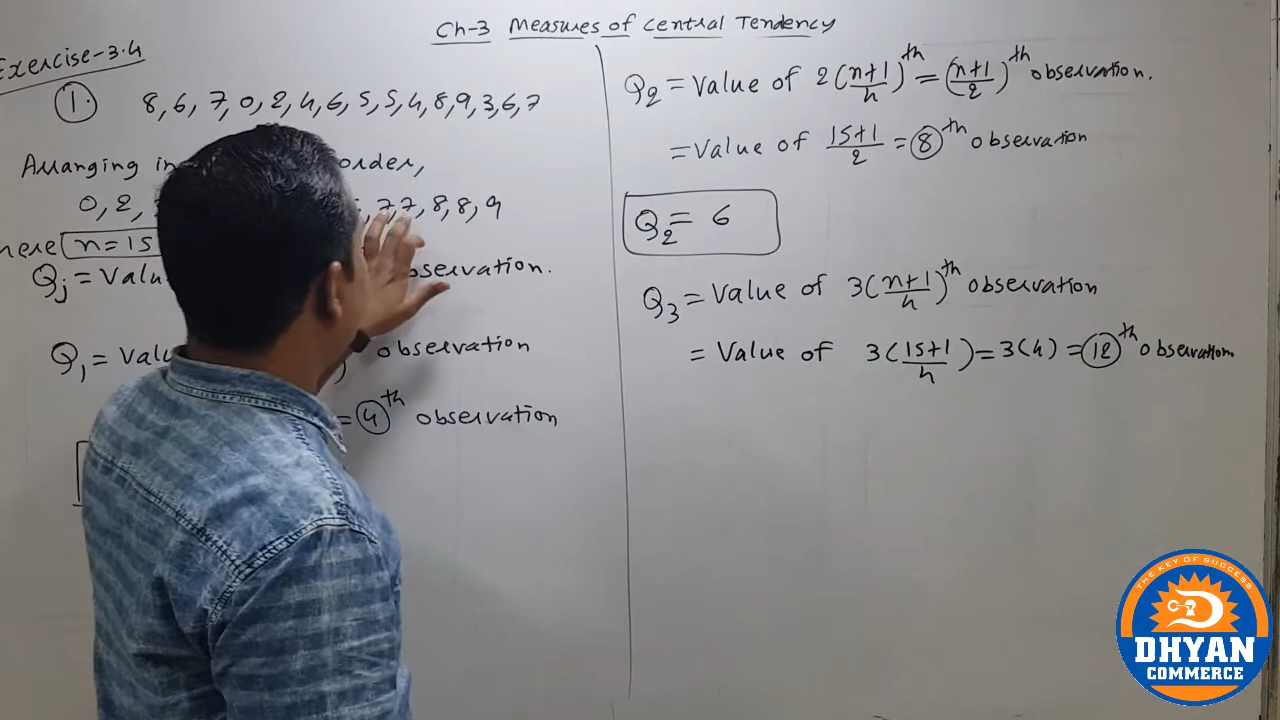 Ch-3 Measures of Central Tendency
Exercise-3.4
1. 8, 6, 7, 0, 2, 4, 6, 5, 5, 4, 8, 9, 3, 6, 7
Arranging in order,
0, 2, 7, 7, 8, 8, 9
here n=15
Qj = Valu observation.
Q1 = Valu observation
= 4th observation
Q2 = Value of 2(n+1/4)th = (n+1/2)th observation.
= Value of 15+1/2 = 8th observation
Q2 = 6
Q3 = Value of 3(n+1/4)th observation
= Value of 3(15+1/4) = 3(4) = 12th observation
THE KEY OF SUCCESS
DHYAN
COMMERCE